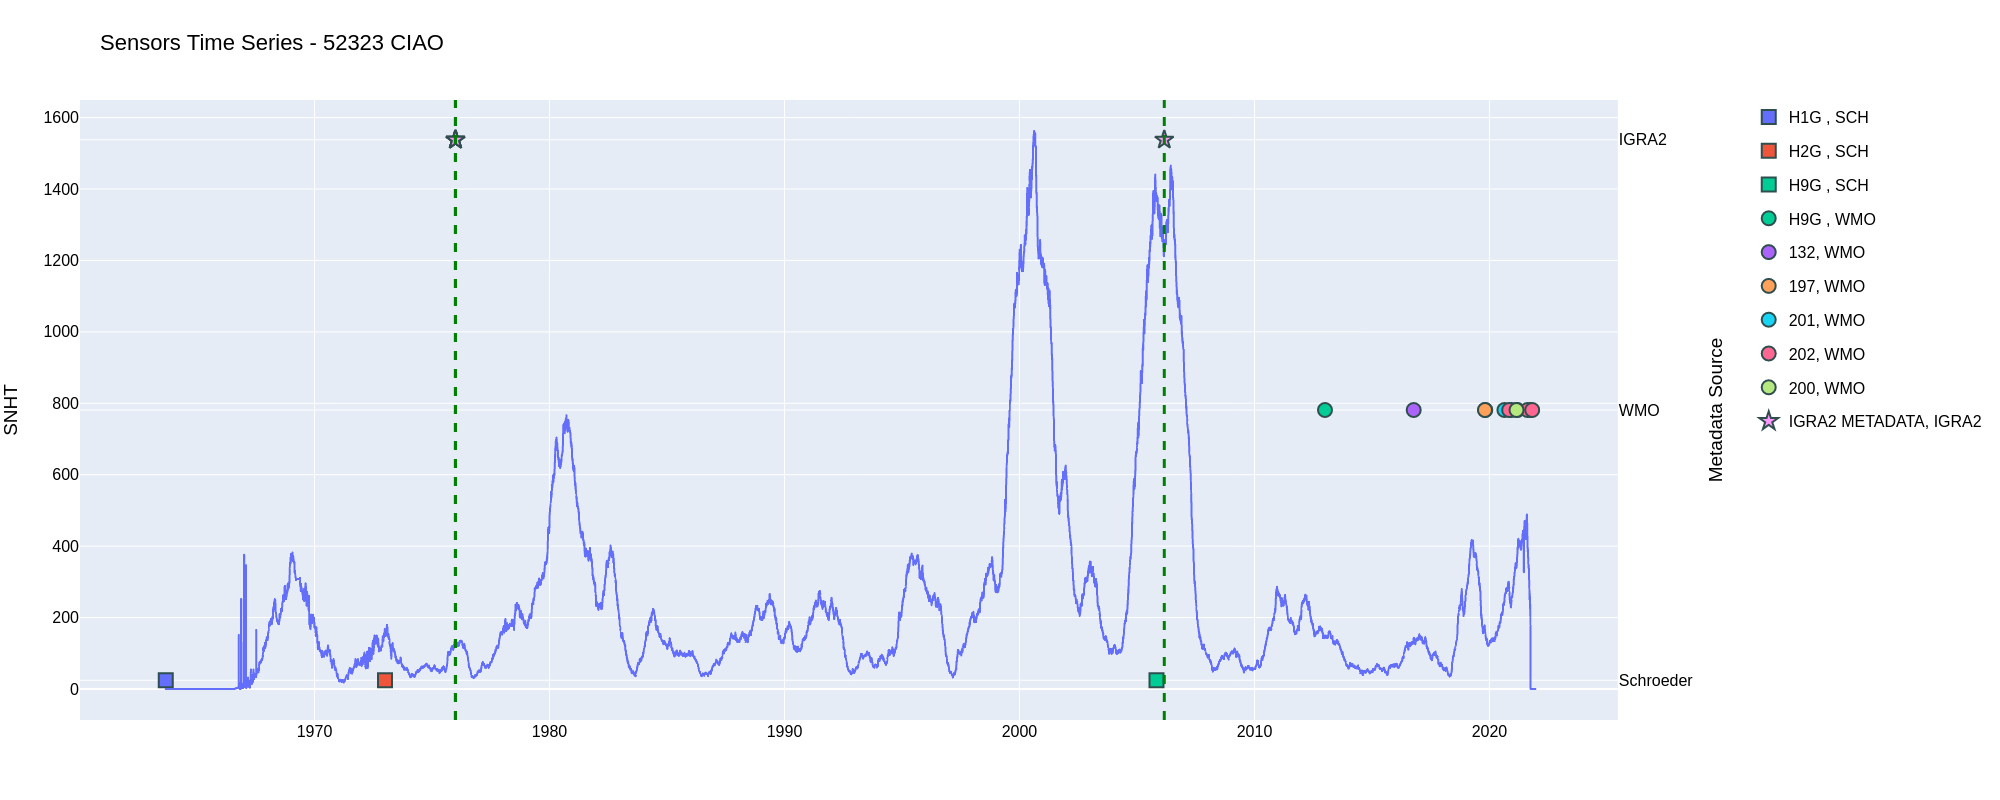 Sensors Time Series - 52323 CIAO
SNHT
1600
1400
1200
1000
800
600
400
200
0
1970
1980
1990
2000
2010
2020
IGRA2
WMO
Schroeder
Metadata Source
H1G , SCH
H2G , SCH
H9G , SCH
H9G , WMO
132, WMO
197, WMO
201, WMO
202, WMO
200, WMO
IGRA2 METADATA, IGRA2